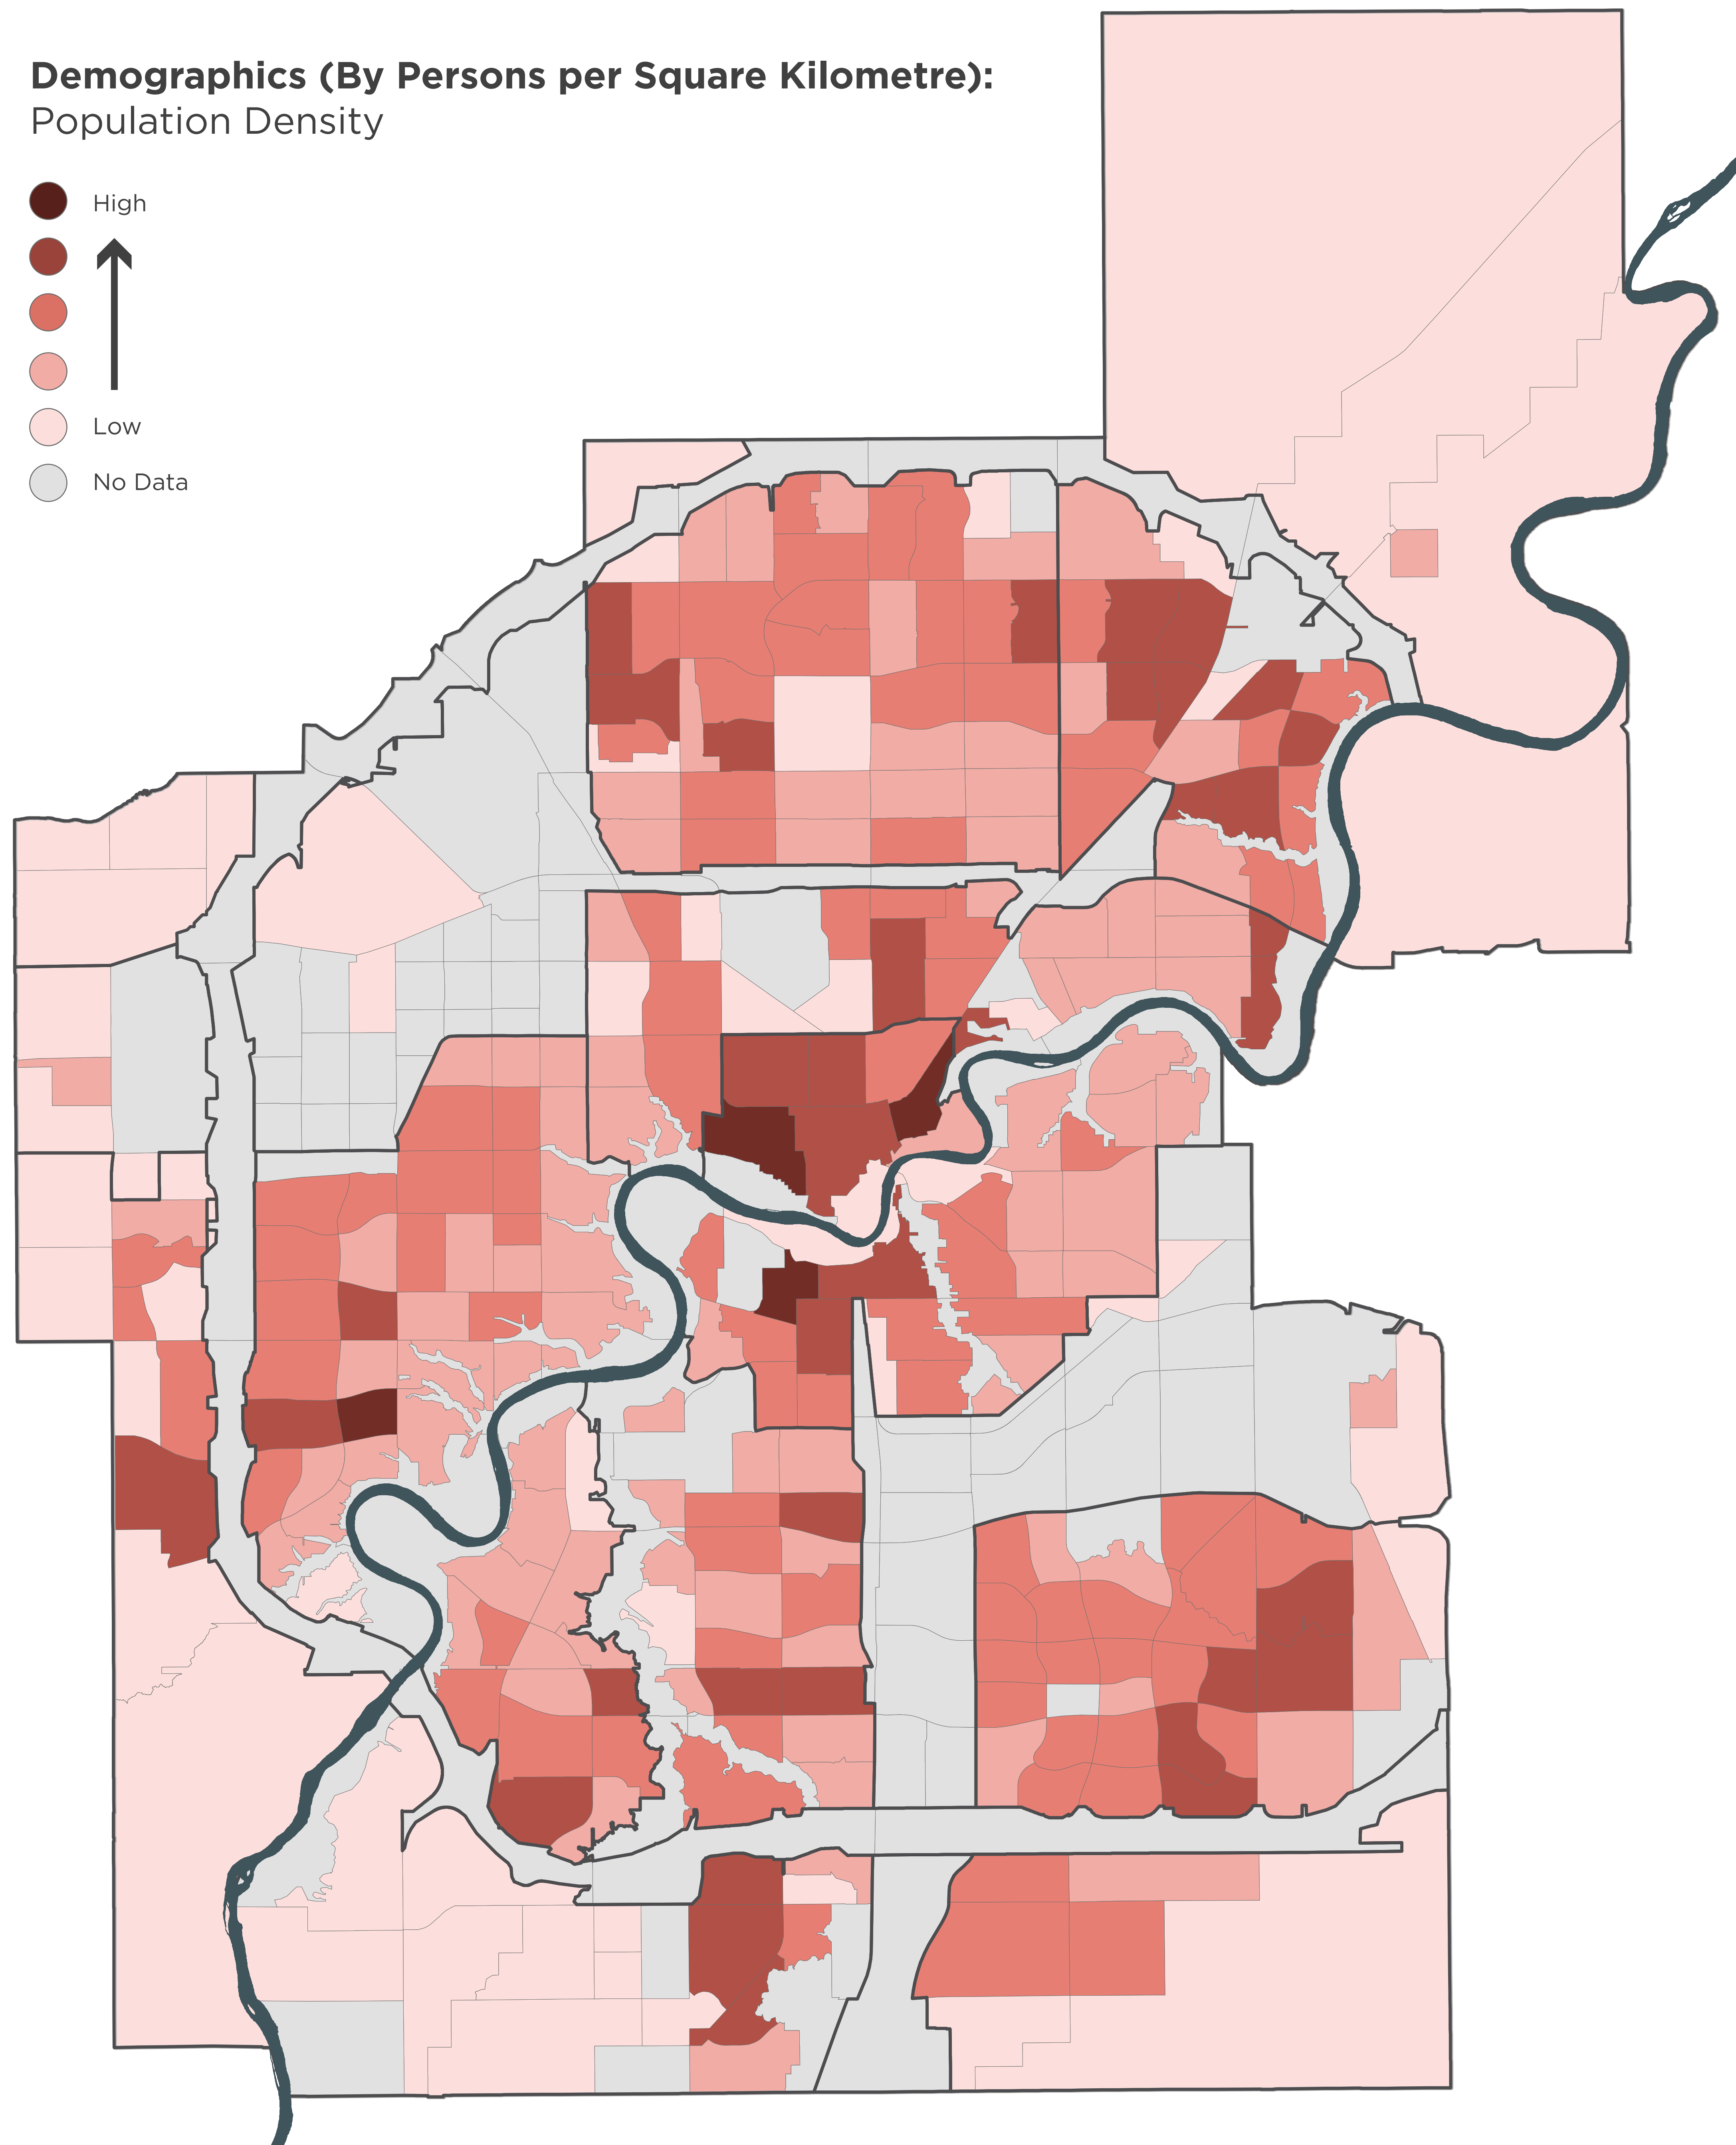 Demographics (By Persons per Square Kilometre):
Population Density
High
Low
No Data